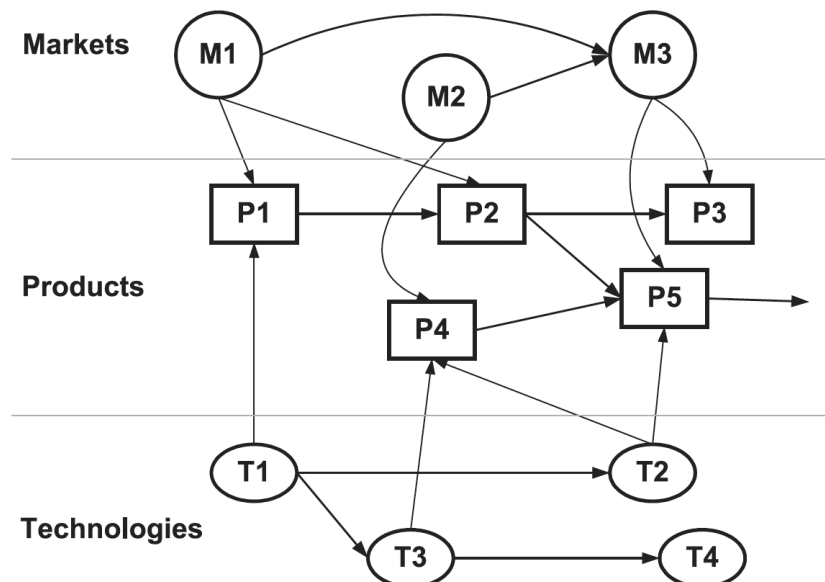 Markets
M1
M2
M3
P1
P2
P3
Products
P4
P5
T1
T2
Technologies
T3
T4